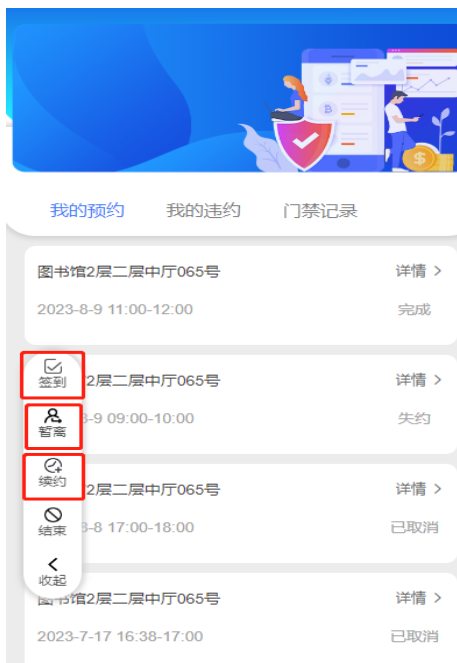 我的预约 我的违约 门禁记录
图书馆2层二层中厅065号 详情 >
2023-8-9 11:00-12:00 完成
签到
2层二层中厅065号 详情 >
-9 09:00-10:00 失约
暂离
续约
2层二层中厅065号 详情 >
-8 17:00-18:00 已取消
结束
收起
馆2层二层中厅065号 详情 >
2023-7-17 16:38-17:00 已取消